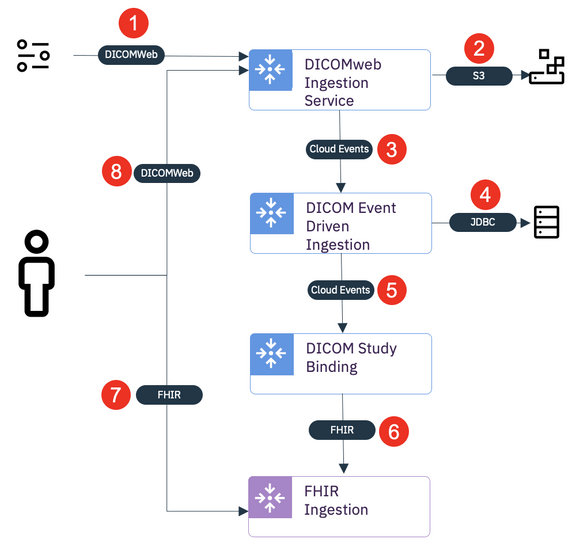 1
DICOMWeb
DICOMweb
Ingestion
Service
2
S3
Cloud Events
3
8
DICOMWeb
DICOM Event
Driven
Ingestion
4
JDBC
Cloud Events
5
DICOM Study
Binding
7
FHIR
FHIR
6
FHIR
Ingestion